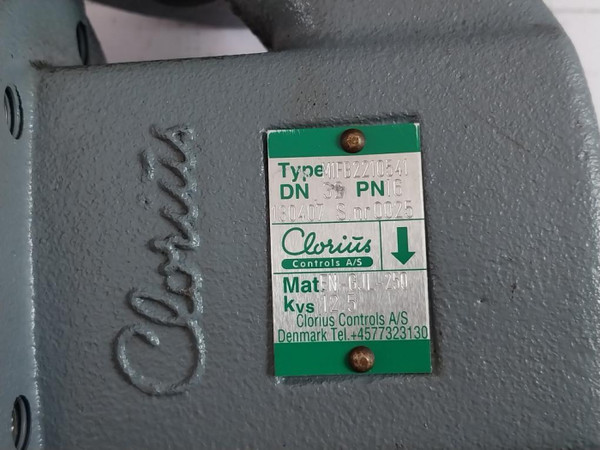 Clorius
Type
DN PN 16
180407 S.nr 0025
Clorius
Controls A/S
Mat: EN-GJL-250
kvs 12.5
Clorius Controls A/S
Denmark Tel.+4577323130